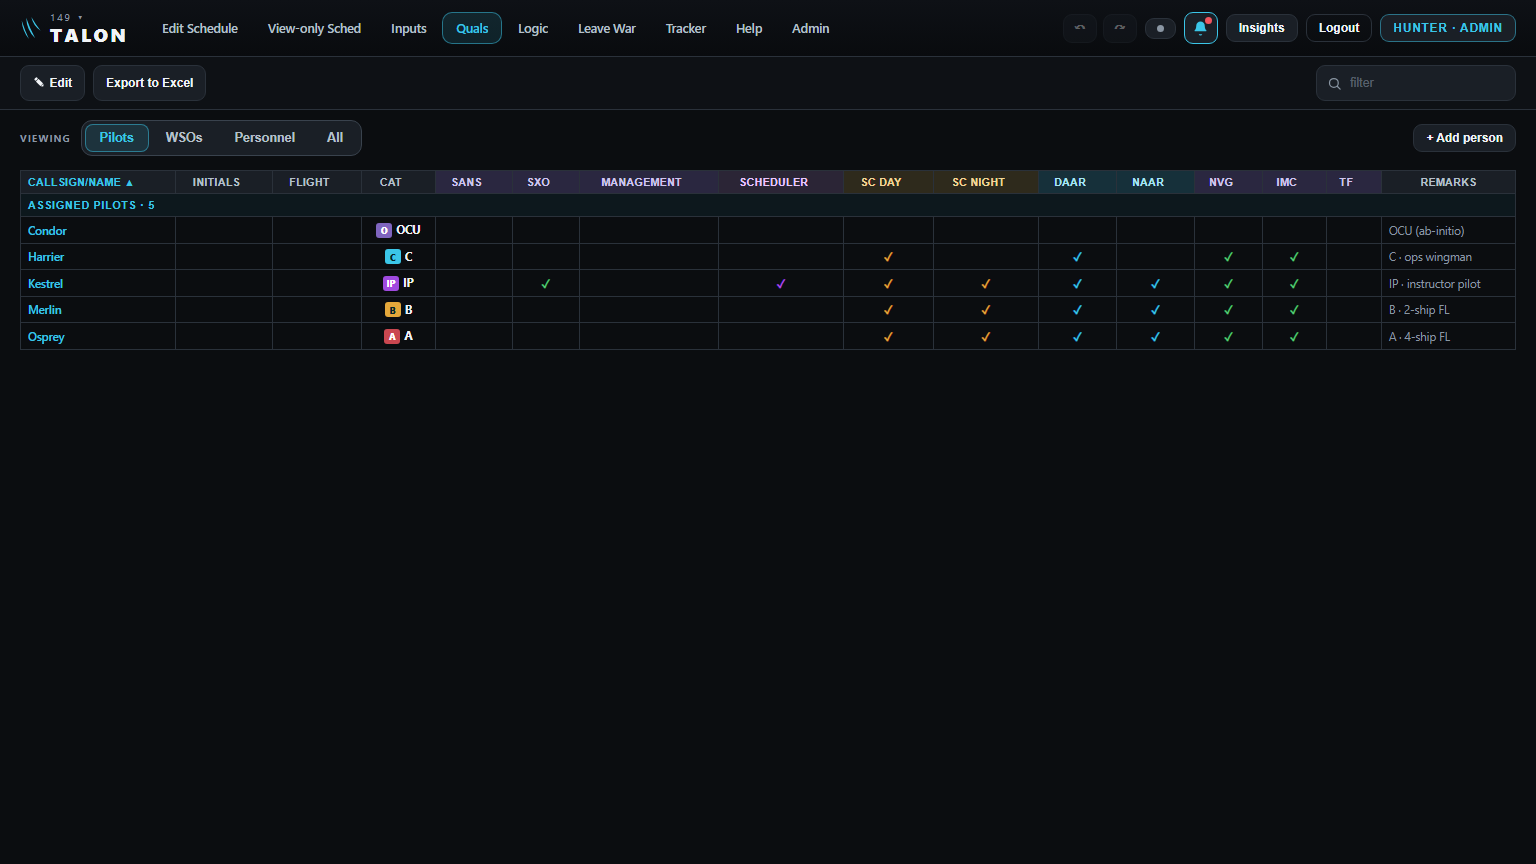 149 ▾
TALON
Edit Schedule View-only Sched Inputs Quals Logic Leave War Tracker Help Admin
Insights Logout HUNTER · ADMIN
✎ Edit Export to Excel filter
VIEWING Pilots WSOs Personnel All + Add person
CALLSIGN/NAME ▲ INITIALS FLIGHT CAT SANS SXO MANAGEMENT SCHEDULER SC DAY SC NIGHT DAAR NAAR NVG IMC TF REMARKS
ASSIGNED PILOTS · 5
Condor O OCU OCU (ab-initio)
Harrier C C ✓ ✓ ✓ ✓ C · ops wingman
Kestrel IP IP ✓ ✓ ✓ ✓ ✓ ✓ ✓ ✓ IP · instructor pilot
Merlin B B ✓ ✓ ✓ ✓ ✓ ✓ B · 2-ship FL
Osprey A A ✓ ✓ ✓ ✓ ✓ ✓ A · 4-ship FL